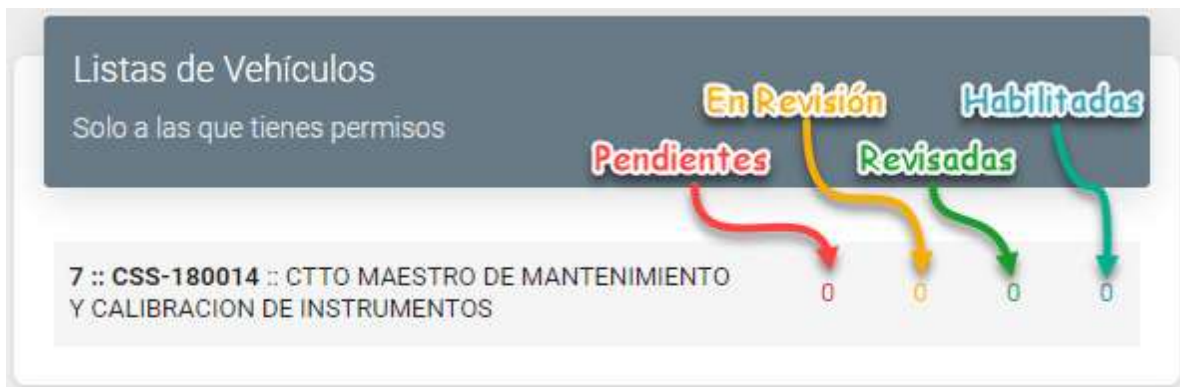 Listas de Vehículos
Solo a las que tienes permisos
En Revisión
Habilitadas
Pendientes
Revisadas
7 :: CSS-180014 :: CTTO MAESTRO DE MANTENIMIENTO
Y CALIBRACION DE INSTRUMENTOS
0 0 0 0